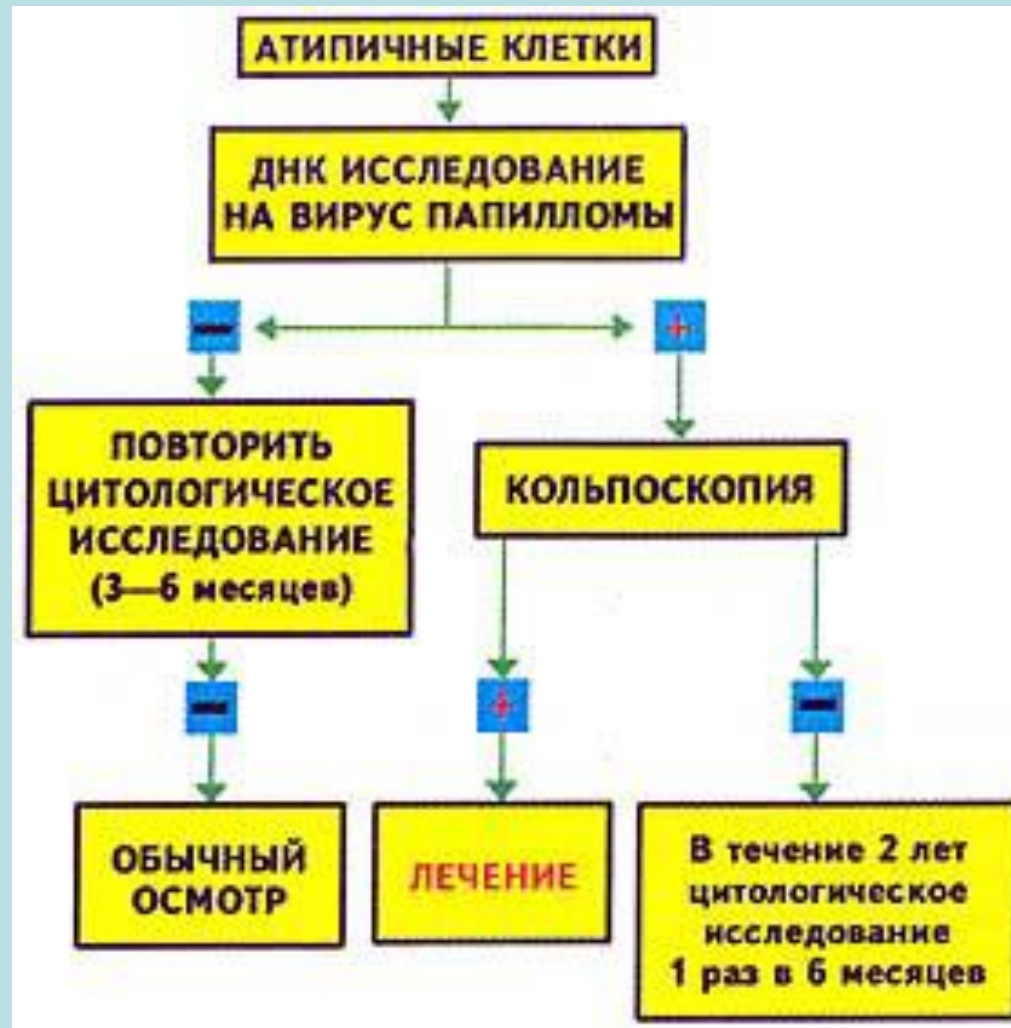 АТИПИЧНЫЕ КЛЕТКИ
ДНК ИССЛЕДОВАНИЕ
НА ВИРУС ПАПИЛЛОМЫ
—
+
ПОВТОРИТЬ
ЦИТОЛОГИЧЕСКОЕ
ИССЛЕДОВАНИЕ
(3—6 месяцев)
КОЛЬПОСКОПИЯ
—
+
—
ОБЫЧНЫЙ
ОСМОТР
ЛЕЧЕНИЕ
В течение 2 лет
цитологическое
исследование
1 раз в 6 месяцев